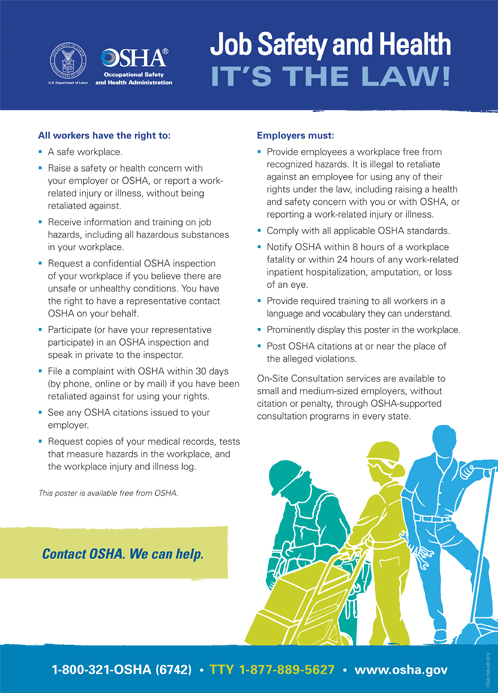 Job Safety and Health
IT'S THE LAW!
OSHA®
Occupational Safety
and Health Administration
U.S. Department of Labor
All workers have the right to:
▪ A safe workplace.
▪ Raise a safety or health concern with
your employer or OSHA, or report a work-
related injury or illness, without being
retaliated against.
▪ Receive information and training on job
hazards, including all hazardous substances
in your workplace.
▪ Request a confidential OSHA inspection
of your workplace if you believe there are
unsafe or unhealthy conditions. You have
the right to have a representative contact
OSHA on your behalf.
▪ Participate (or have your representative
participate) in an OSHA inspection and
speak in private to the inspector.
▪ File a complaint with OSHA within 30 days
(by phone, online or by mail) if you have been
retaliated against for using your rights.
▪ See any OSHA citations issued to your
employer.
▪ Request copies of your medical records, tests
that measure hazards in the workplace, and
the workplace injury and illness log.
This poster is available free from OSHA.
Contact OSHA. We can help.
Employers must:
▪ Provide employees a workplace free from
recognized hazards. It is illegal to retaliate
against an employee for using any of their
rights under the law, including raising a health
and safety concern with you or with OSHA, or
reporting a work-related injury or illness.
▪ Comply with all applicable OSHA standards.
▪ Notify OSHA within 8 hours of a workplace
fatality or within 24 hours of any work-related
inpatient hospitalization, amputation, or loss
of an eye.
▪ Provide required training to all workers in a
language and vocabulary they can understand.
▪ Prominently display this poster in the workplace.
▪ Post OSHA citations at or near the place of
the alleged violations.
On-Site Consultation services are available to
small and medium-sized employers, without
citation or penalty, through OSHA-supported
consultation programs in every state.
1-800-321-OSHA (6742) • TTY 1-877-889-5627 • www.osha.gov